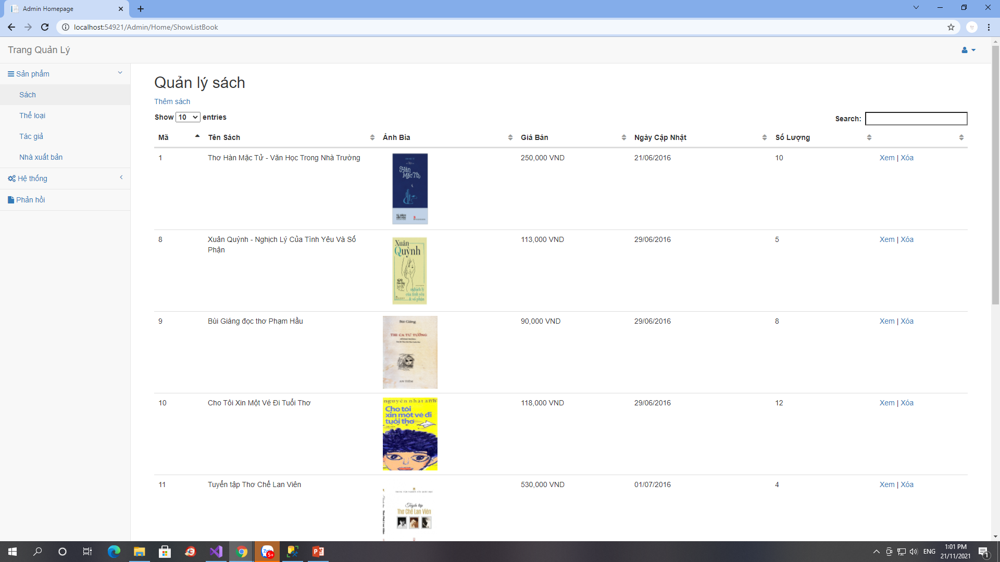 Admin Homepage
localhost:54921/Admin/Home/ShowListBook
Trang Quản Lý
Sản phẩm
Sách
Thể loại
Tác giả
Nhà xuất bản
Hệ thống
Phản hồi
Quản lý sách
Thêm sách
Show 10 entries
Search:
Mã Tên Sách Ảnh Bìa Giá Bán Ngày Cập Nhật Số Lượng
1 Thơ Hàn Mặc Tử - Văn Học Trong Nhà Trường 250,000 VND 21/06/2016 10 Xem | Xóa
Hàn
Mặc Tử
8 Xuân Quỳnh - Nghịch Lý Của Tình Yêu Và Số 113,000 VND 29/06/2016 5 Xem | Xóa
Phận
Xuân
Quỳnh
nghịch lý
của tình yêu
& số phận
9 Bùi Giáng đọc thơ Phạm Hầu 90,000 VND 29/06/2016 8 Xem | Xóa
Bùi Giáng
THI CA TƯ TƯỞNG
AN TIÊM
10 Cho Tôi Xin Một Vé Đi Tuổi Thơ 118,000 VND 29/06/2016 12 Xem | Xóa
nguyễn nhật ánh
Cho tôi
xin một vé đi
tuổi thơ
11 Tuyển tập Thơ Chế Lan Viên 530,000 VND 01/07/2016 4 Xem | Xóa
Tuyển tập
Thơ Chế Lan Viên
5+
ENG
1:01 PM
21/11/2021
1